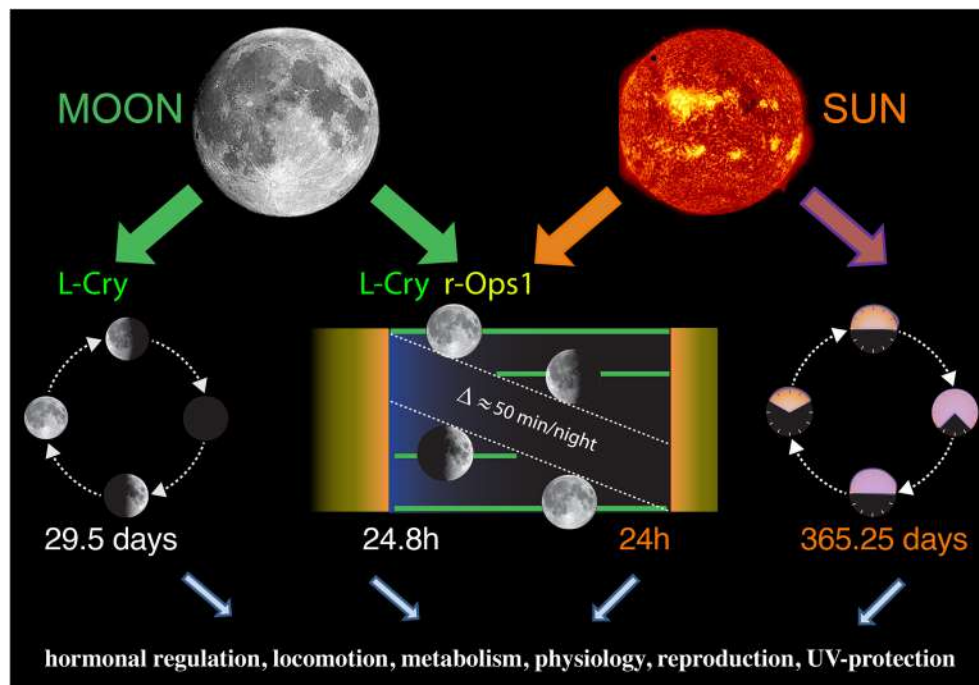 MOON
SUN
L-Cry
L-Cry r-Ops1
Δ ≈ 50 min/night
29.5 days
24.8h
24h
365.25 days
hormonal regulation, locomotion, metabolism, physiology, reproduction, UV-protection